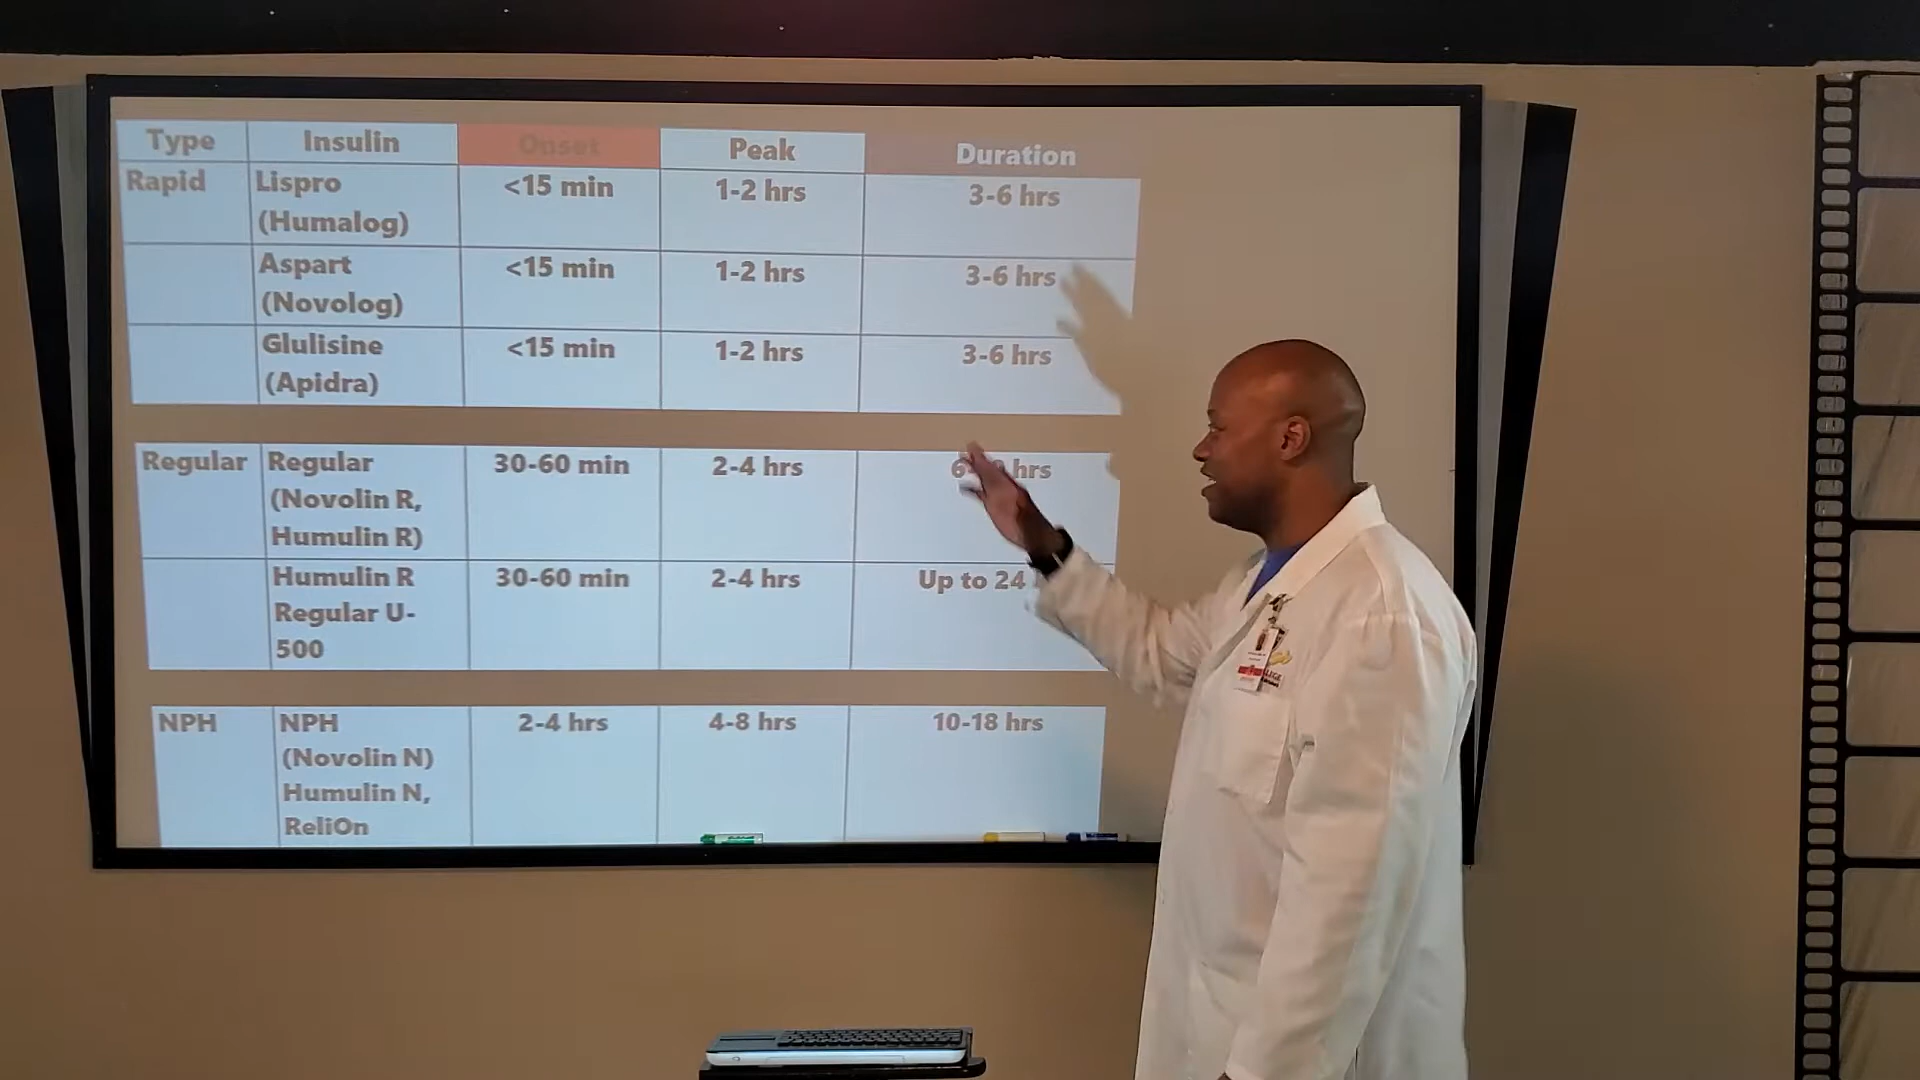 Type Insulin Onset Peak Duration
Rapid Lispro <15 min 1-2 hrs 3-6 hrs
(Humalog)
Aspart <15 min 1-2 hrs 3-6 hrs
(Novolog)
Glulisine <15 min 1-2 hrs 3-6 hrs
(Apidra)
Regular Regular 30-60 min 2-4 hrs hrs
(Novolin R,
Humulin R)
Humulin R 30-60 min 2-4 hrs Up to 24
Regular U-
500
NPH NPH 2-4 hrs 4-8 hrs 10-18 hrs
(Novolin N)
Humulin N,
ReliOn